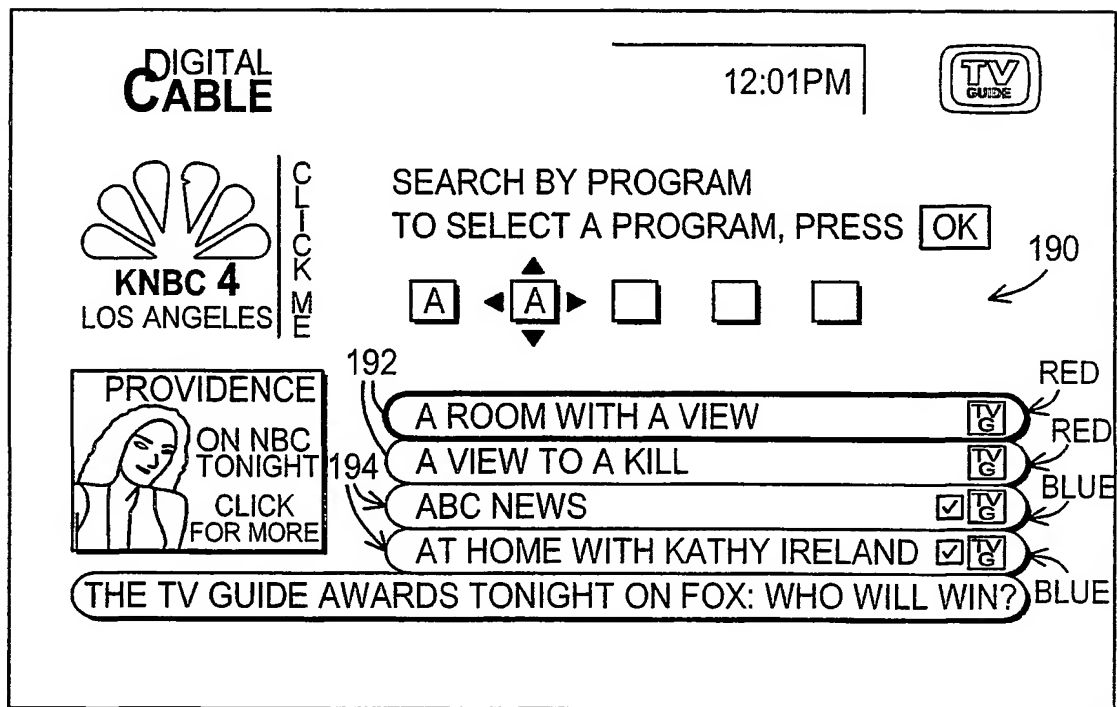 DIGITAL
CABLE
12:01PM
TV
GUIDE
KNBC 4
LOS ANGELES
CLICK ME
SEARCH BY PROGRAM
TO SELECT A PROGRAM, PRESS OK
190
A A
PROVIDENCE
ON NBC
TONIGHT
CLICK
FOR MORE
192
194
A ROOM WITH A VIEW TV G RED
A VIEW TO A KILL TV G RED
ABC NEWS TV G BLUE
AT HOME WITH KATHY IRELAND TV G BLUE
THE TV GUIDE AWARDS TONIGHT ON FOX: WHO WILL WIN?